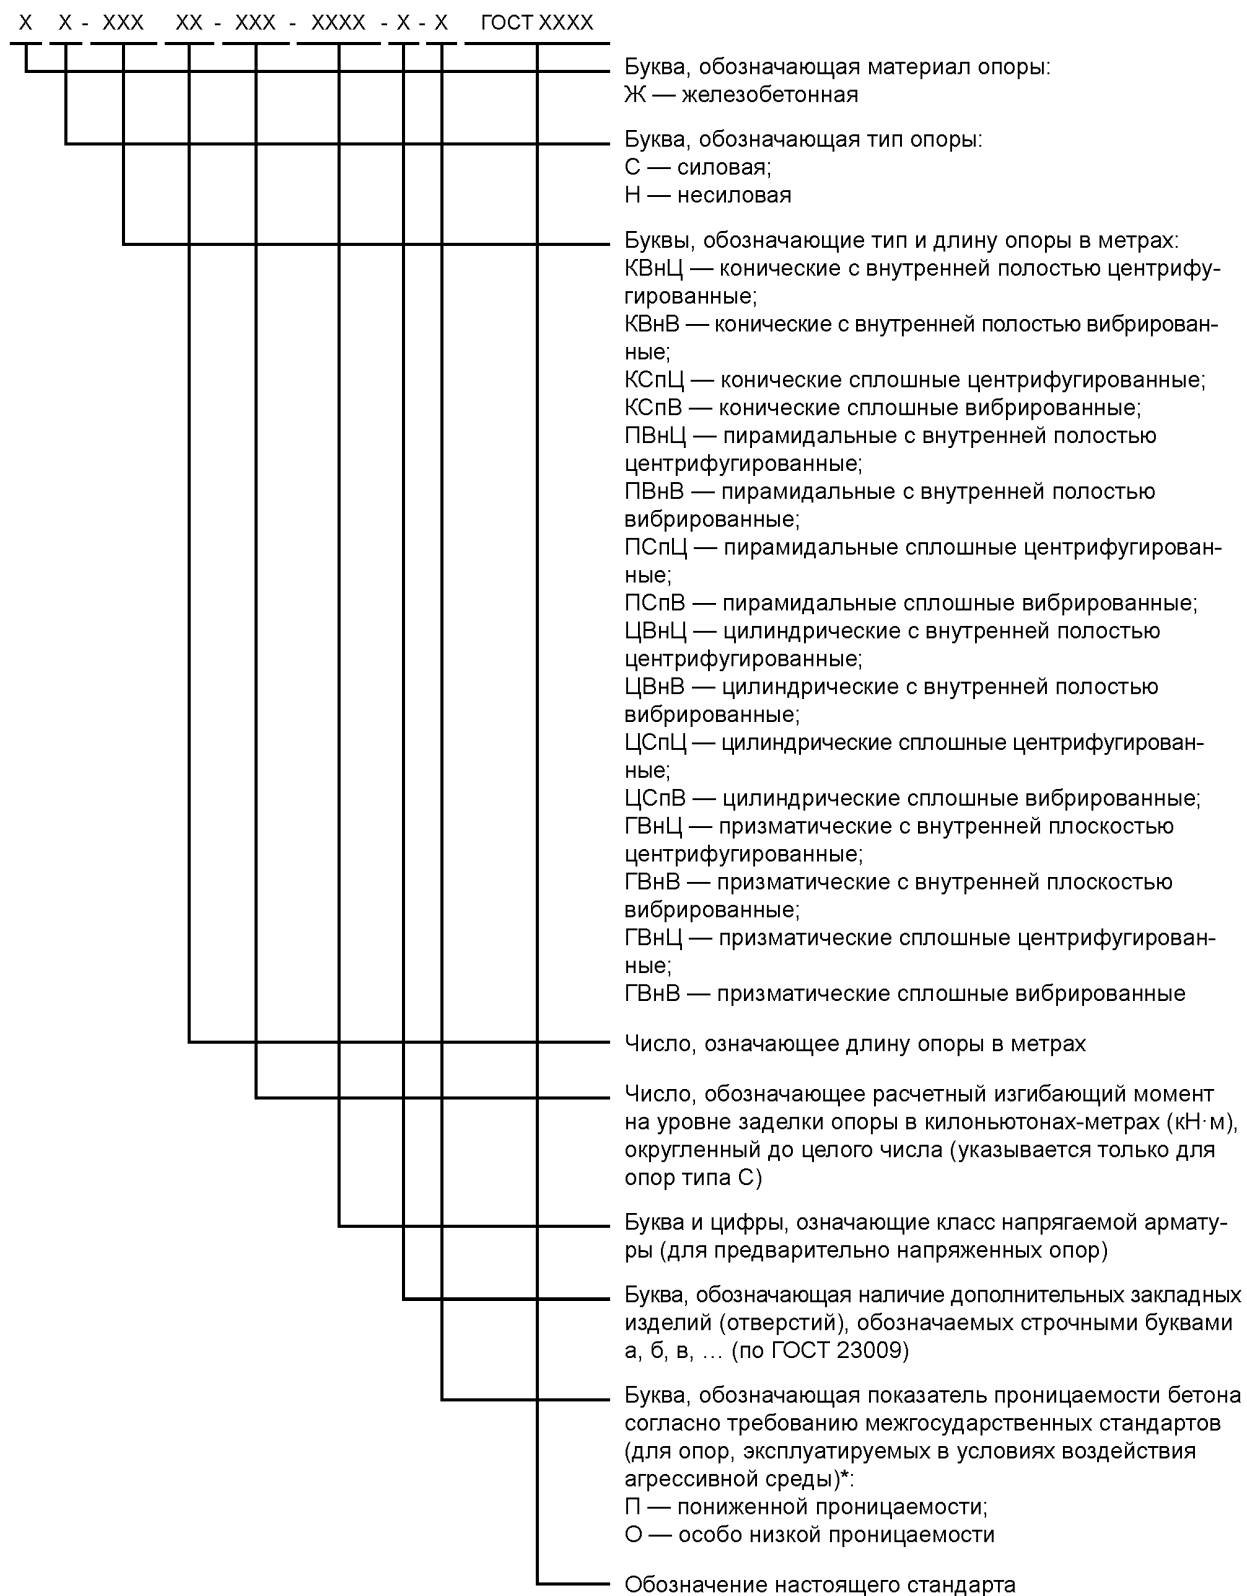 Х Х - ХХХ ХХ - ХХХ - ХХХХ - Х - Х ГОСТ ХХХХ
Буква, обозначающая материал опоры:
Ж — железобетонная
Буква, обозначающая тип опоры:
С — силовая;
Н — несиловая
Буквы, обозначающие тип и длину опоры в метрах:
КВнЦ — конические с внутренней полостью центрифу-
гированные;
КВнВ — конические с внутренней полостью вибрирован-
ные;
КСпЦ — конические сплошные центрифугированные;
КСпВ — конические сплошные вибрированные;
ПВнЦ — пирамидальные с внутренней полостью
центрифугированные;
ПВнВ — пирамидальные с внутренней полостью
вибрированные;
ПСпЦ — пирамидальные сплошные центрифугирован-
ные;
ПСпВ — пирамидальные сплошные вибрированные;
ЦВнЦ — цилиндрические с внутренней полостью
центрифугированные;
ЦВнВ — цилиндрические с внутренней полостью
вибрированные;
ЦСпЦ — цилиндрические сплошные центрифугирован-
ные;
ЦСпВ — цилиндрические сплошные вибрированные;
ГВнЦ — призматические с внутренней плоскостью
центрифугированные;
ГВнВ — призматические с внутренней плоскостью
вибрированные;
ГВнЦ — призматические сплошные центрифугирован-
ные;
ГВнВ — призматические сплошные вибрированные
Число, означающее длину опоры в метрах
Число, обозначающее расчетный изгибающий момент
на уровне заделки опоры в килоньютонах-метрах (кН·м),
округленный до целого числа (указывается только для
опор типа С)
Буква и цифры, означающие класс напрягаемой армату-
ры (для предварительно напряженных опор)
Буква, обозначающая наличие дополнительных закладных
изделий (отверстий), обозначаемых строчными буквами
а, б, в, … (по ГОСТ 23009)
Буква, обозначающая показатель проницаемости бетона
согласно требованию межгосударственных стандартов
(для опор, эксплуатируемых в условиях воздействия
агрессивной среды)*:
П — пониженной проницаемости;
О — особо низкой проницаемости
Обозначение настоящего стандарта